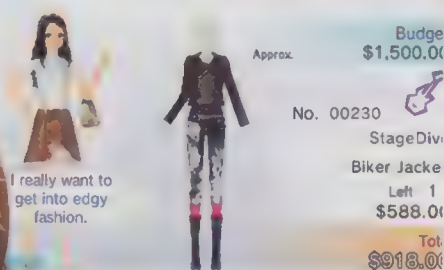 I really want to
get into edgy
fashion.
Approx.
Budge
$1,500.0
No. 00230
StageDiv
Biker Jacke
Left 1
$588.0
Tot
$918.0